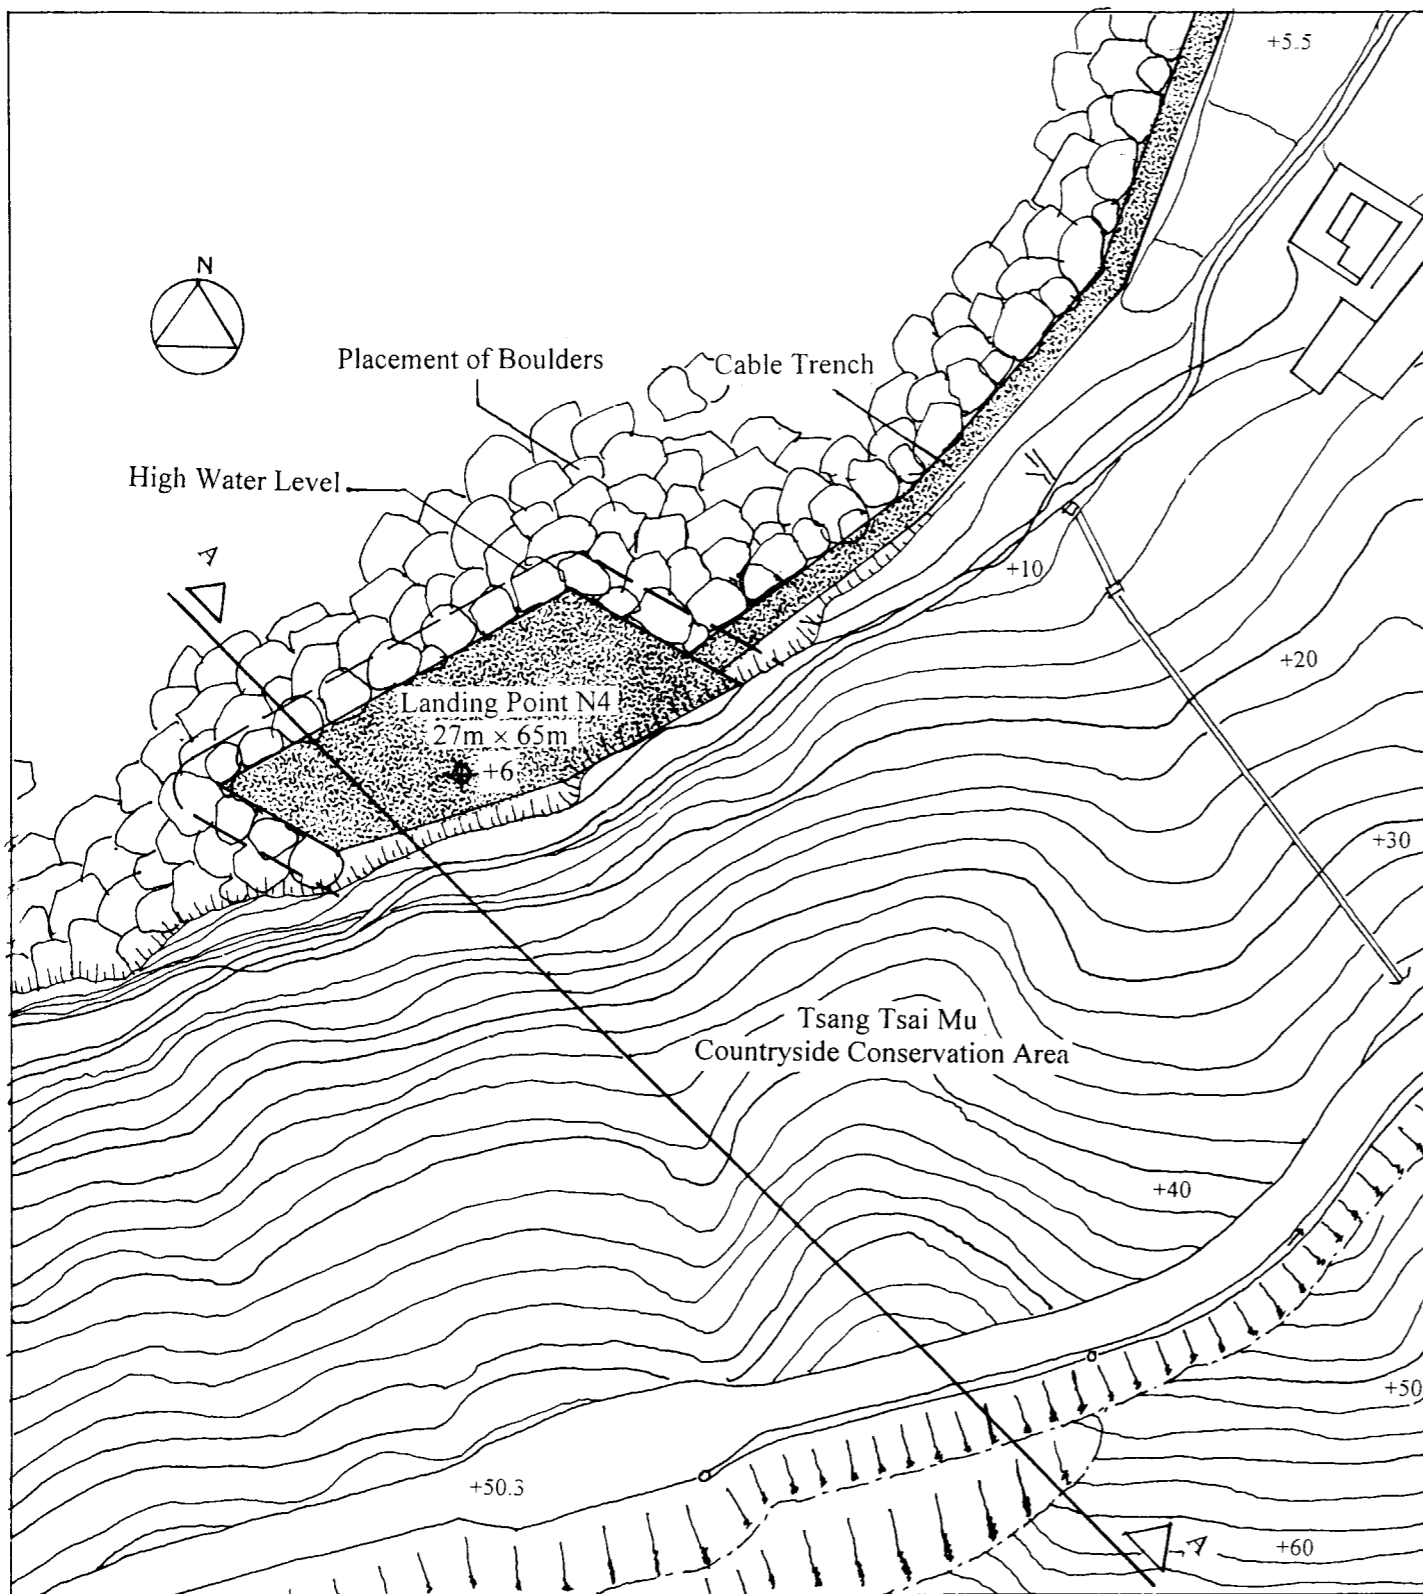 +5.5
N
Placement of Boulders
Cable Trench
High Water Level
A
+10
+20
Landing Point N4
27m × 65m
+6
+30
Tsang Tsai Mu
Countryside Conservation Area
+40
+50
+50.3
A
+60